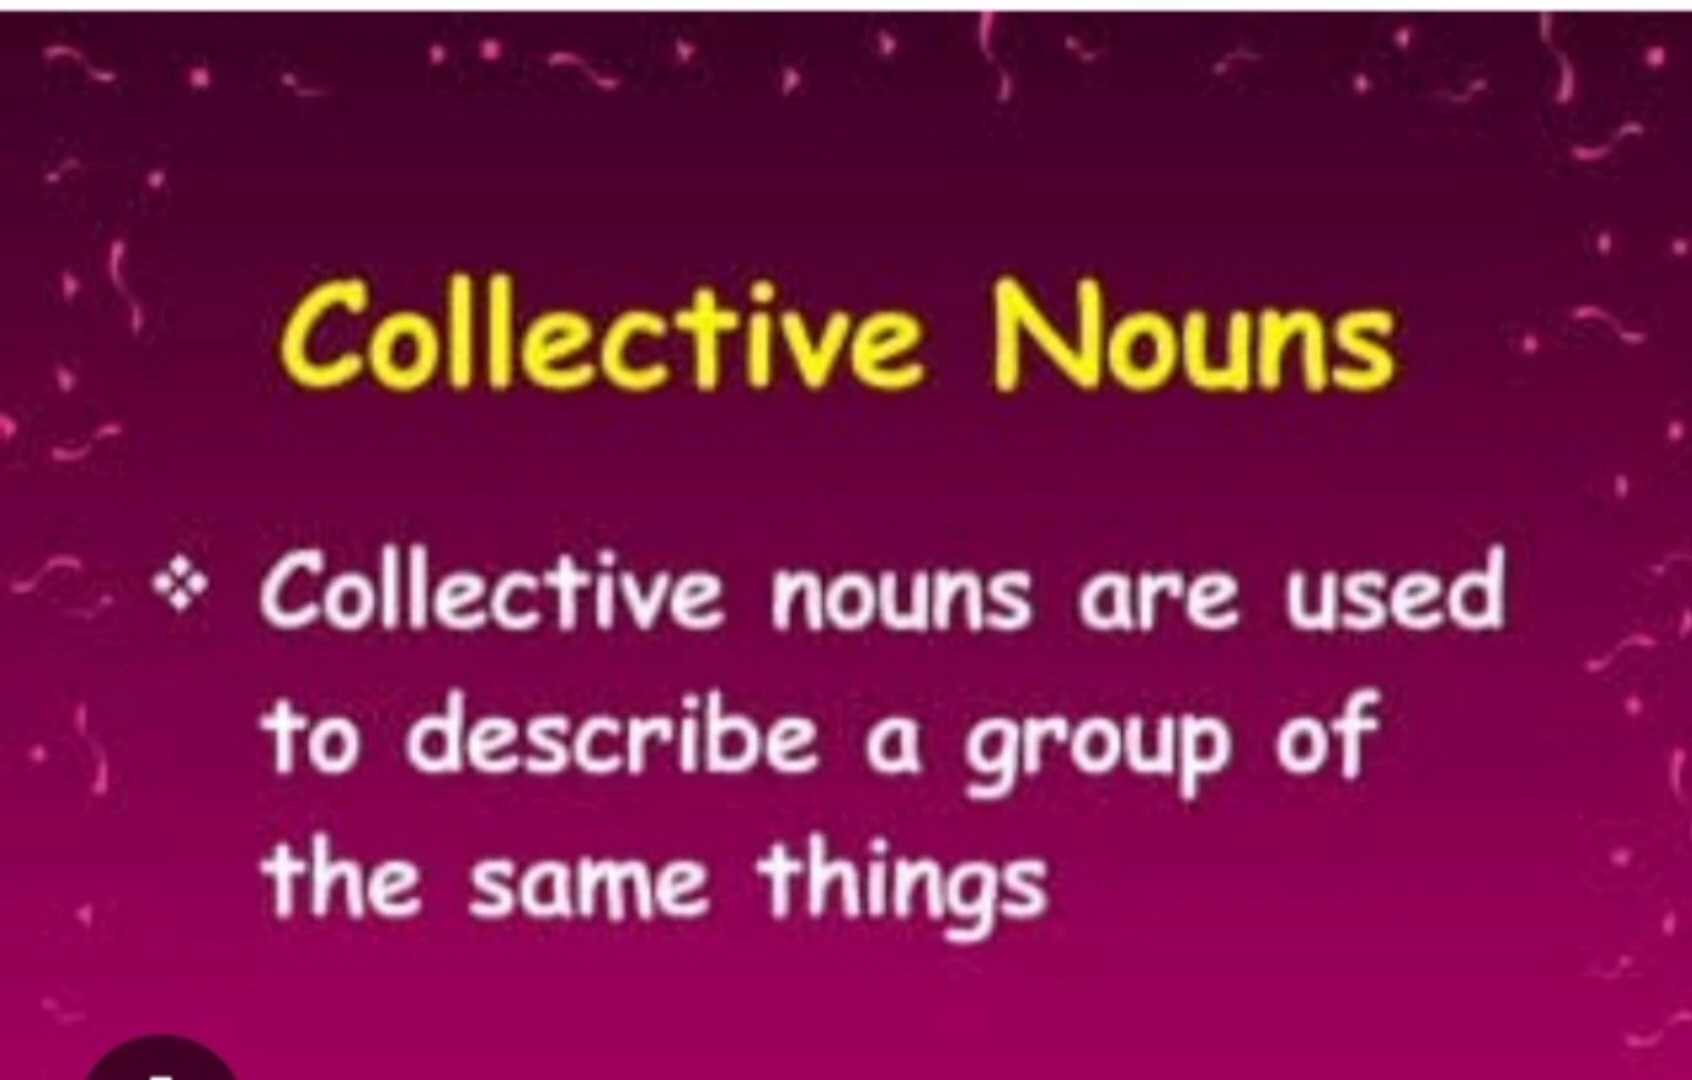 Collective Nouns
❖ Collective nouns are used
to describe a group of
the same things